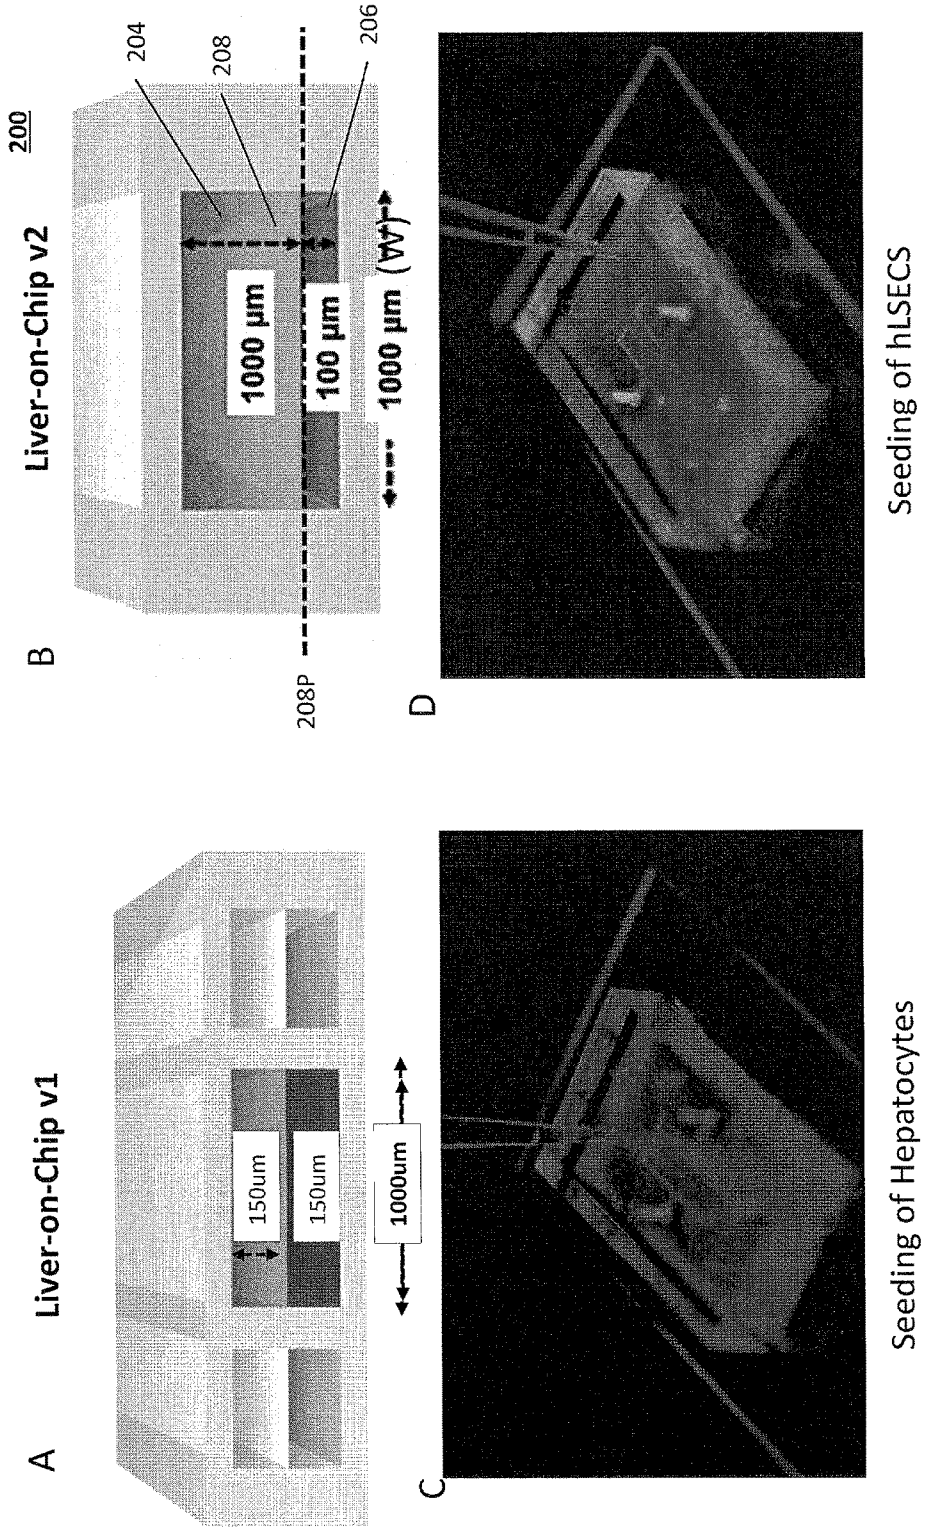 A
Liver-on-Chip v1
150um
150um
1000um
B
Liver-on-Chip v2
200
204
208
206
1000 µm
100 µm
1000 µm (W)
208P
C
Seeding of Hepatocytes
D
Seeding of hLSECS